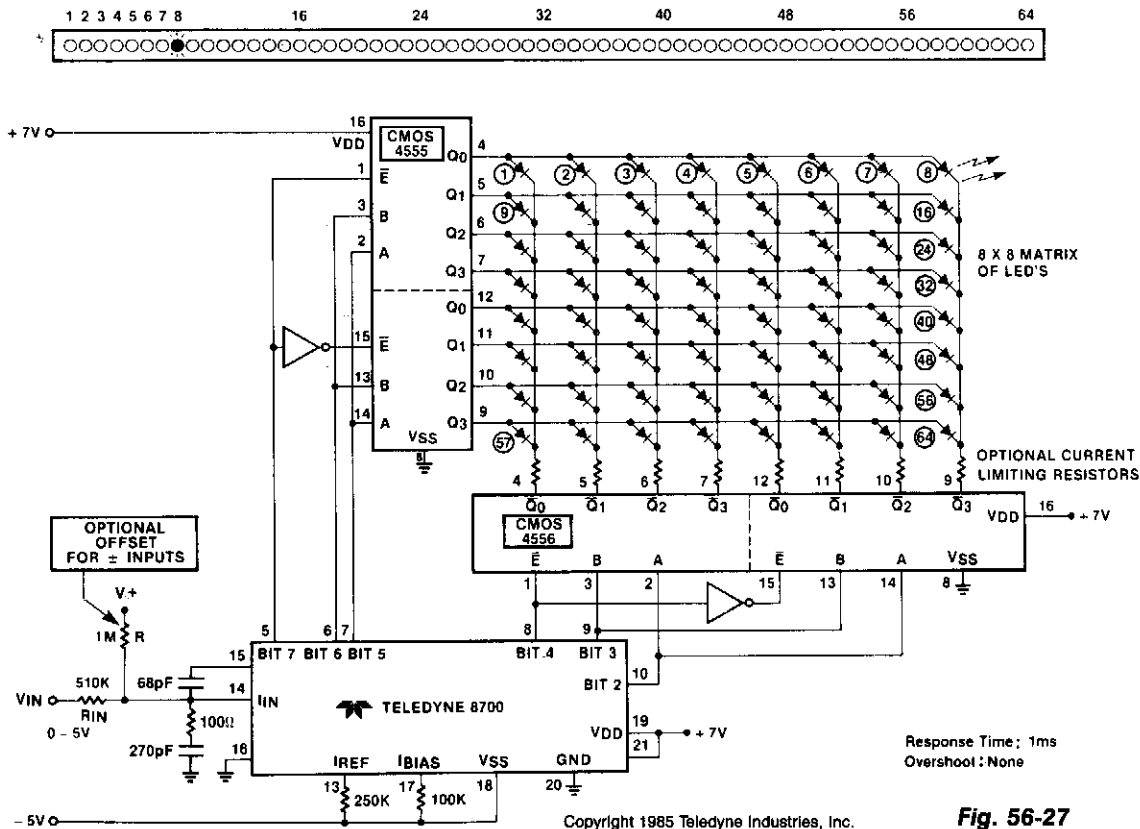 1 2 3 4 5 6 7 8 16 24 32 40 48 56 64
+ 7V
16
VDD
CMOS
4555
Q0 4
1 E̅
Q1 5
3 B
Q2 6
2 A
Q3 7
Q0 12
15 E̅
Q1 11
13 B
Q2 10
14 A
Q3 9
VSS
8
1 2 3 4 5 6 7 8
9 16
24
32
40
48
56
57 64
8 X 8 MATRIX
OF LED'S
OPTIONAL CURRENT
LIMITING RESISTORS
4 5 6 7 12 11 10 9
Q̅0 Q̅1 Q̅2 Q̅3 Q̅0 Q̅1 Q̅2 Q̅3
CMOS
4556
VDD 16 + 7V
E̅ B A E̅ B A VSS
1 3 2 15 13 14 8
OPTIONAL
OFFSET
FOR ± INPUTS
V+
1M R
5 6 7 8 9
BIT 7 BIT 6 BIT 5 BIT 4 BIT 3
15
68pF
10
BIT 2
510K
VIN
RIN
0 – 5V
14
IIN
100Ω
270pF
16
TELEDYNE 8700
VDD 19
21
+ 7V
IREF IBIAS VSS GND
13 17 18 20
250K 100K
– 5V
Response Time; 1ms
Overshoot: None
Copyright 1985 Teledyne Industries, Inc.
Fig. 56-27